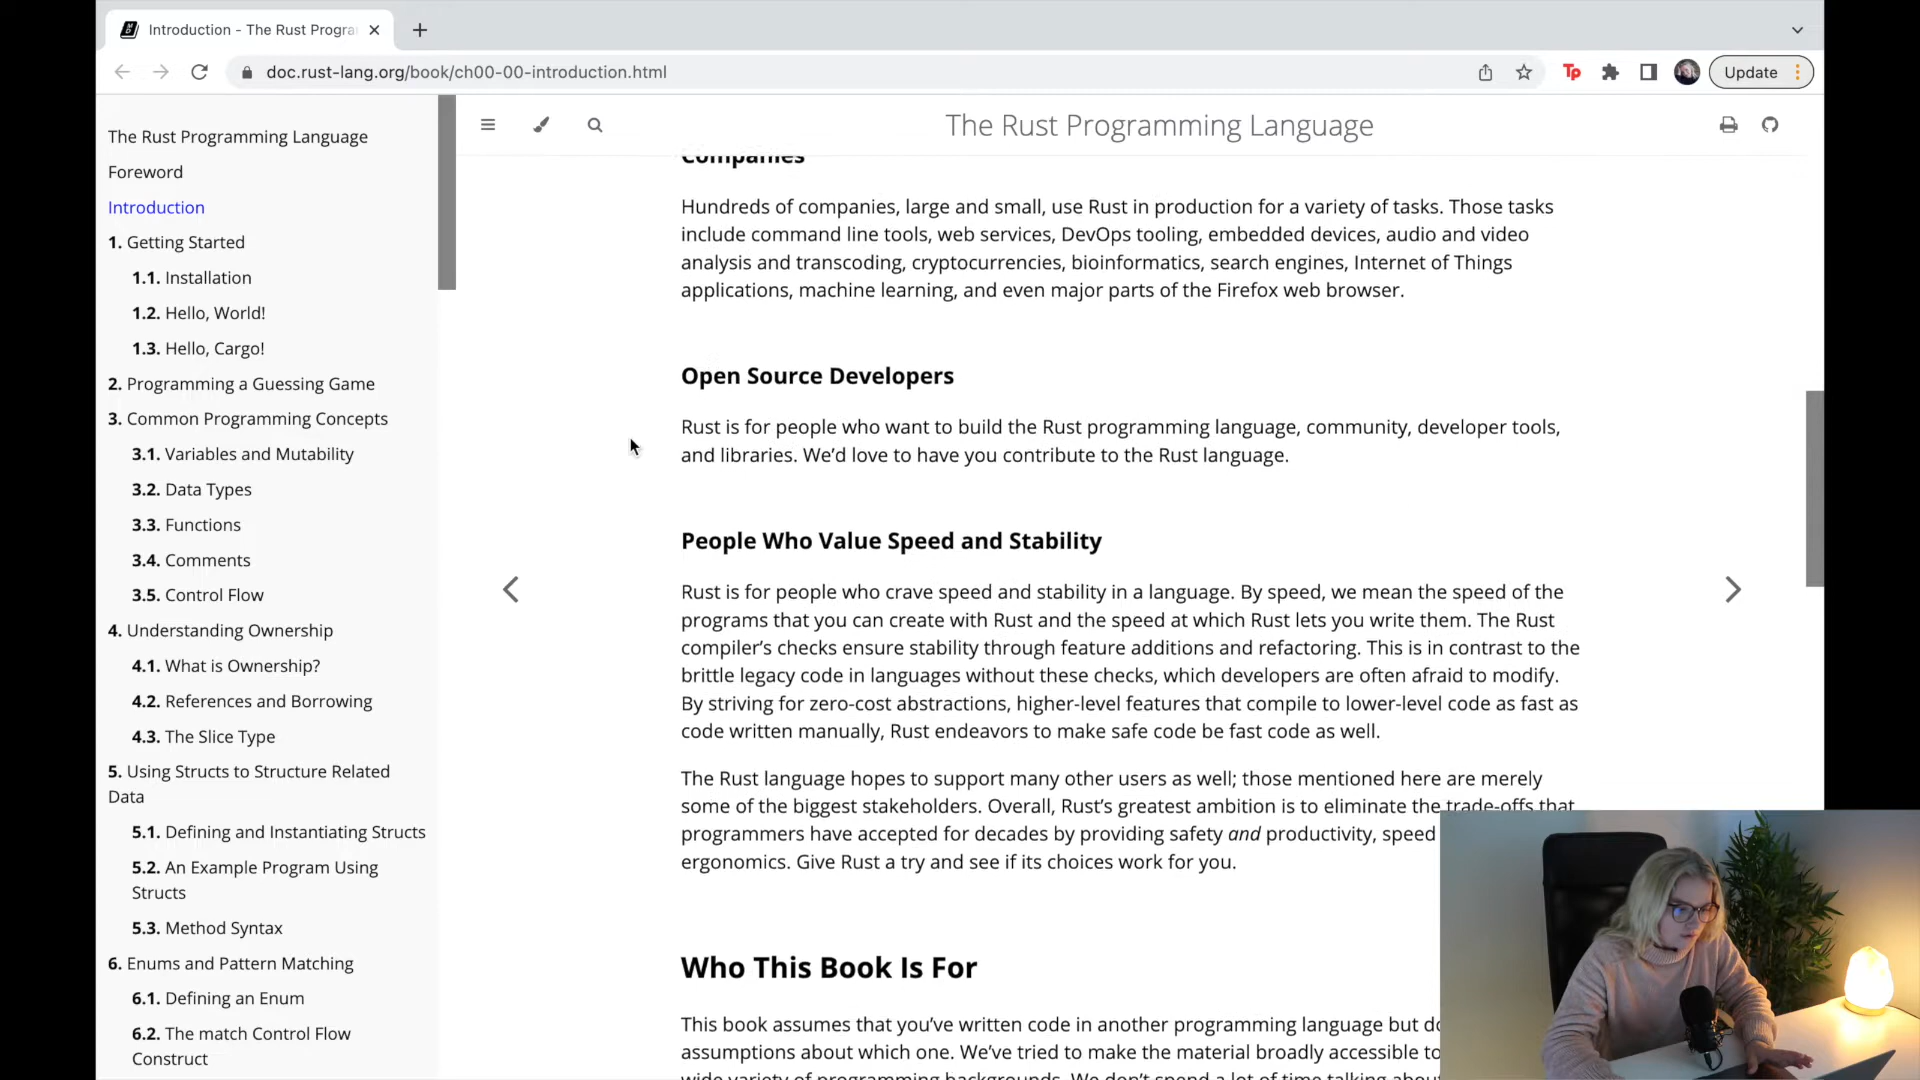 Introduction - The Rust Progra
doc.rust-lang.org/book/ch00-00-introduction.html
Tp
Update
The Rust Programming Language
Foreword
Introduction
1. Getting Started
1.1. Installation
1.2. Hello, World!
1.3. Hello, Cargo!
2. Programming a Guessing Game
3. Common Programming Concepts
3.1. Variables and Mutability
3.2. Data Types
3.3. Functions
3.4. Comments
3.5. Control Flow
4. Understanding Ownership
4.1. What is Ownership?
4.2. References and Borrowing
4.3. The Slice Type
5. Using Structs to Structure Related
Data
5.1. Defining and Instantiating Structs
5.2. An Example Program Using
Structs
5.3. Method Syntax
6. Enums and Pattern Matching
6.1. Defining an Enum
6.2. The match Control Flow
Construct
The Rust Programming Language
Companies
Hundreds of companies, large and small, use Rust in production for a variety of tasks. Those tasks
include command line tools, web services, DevOps tooling, embedded devices, audio and video
analysis and transcoding, cryptocurrencies, bioinformatics, search engines, Internet of Things
applications, machine learning, and even major parts of the Firefox web browser.
Open Source Developers
Rust is for people who want to build the Rust programming language, community, developer tools,
and libraries. We’d love to have you contribute to the Rust language.
People Who Value Speed and Stability
Rust is for people who crave speed and stability in a language. By speed, we mean the speed of the
programs that you can create with Rust and the speed at which Rust lets you write them. The Rust
compiler’s checks ensure stability through feature additions and refactoring. This is in contrast to the
brittle legacy code in languages without these checks, which developers are often afraid to modify.
By striving for zero-cost abstractions, higher-level features that compile to lower-level code as fast as
code written manually, Rust endeavors to make safe code be fast code as well.
The Rust language hopes to support many other users as well; those mentioned here are merely
some of the biggest stakeholders. Overall, Rust’s greatest ambition is to eliminate the trade-offs that
programmers have accepted for decades by providing safety and productivity, speed
ergonomics. Give Rust a try and see if its choices work for you.
Who This Book Is For
This book assumes that you’ve written code in another programming language but
assumptions about which one. We’ve tried to make the material broadly accessible to
wide variety of programming backgrounds. We don’t spend a lot of time talking about